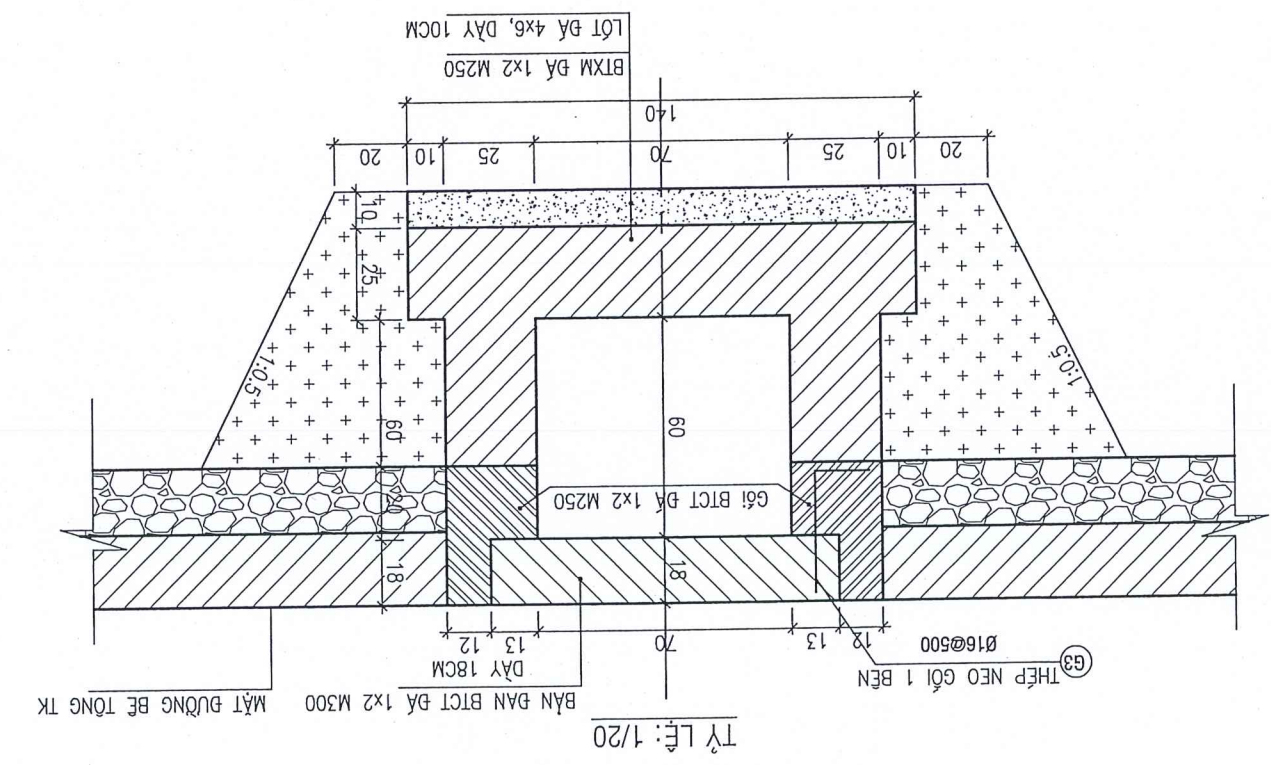 TỶ LỆ: 1/20
G3
THÉP NEO GỐI 1 BÊN
Ø16@500
BẢN ĐAN BTCT ĐÁ 1x2 M300
DÀY 18CM
MẶT ĐƯỜNG BÊ TÔNG TK
12 13 70 13 12
18 18
Gối BTCT ĐÁ 1x2 M250
20
60 60
1:0.5 1:0.5
25
10
20 10 25 70 25 10 20
140
BTXM ĐÁ 1x2 M250
LÓT ĐÁ 4x6, DÀY 10CM